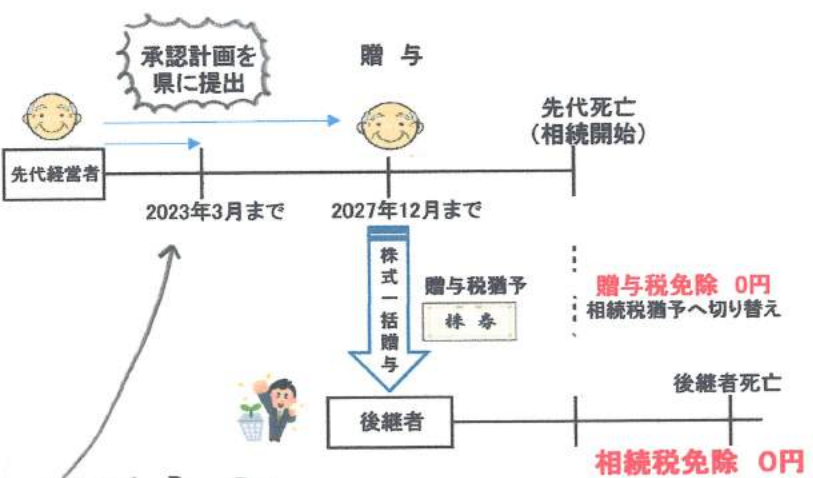 承認計画を
県に提出
贈 与
先代死亡
(相続開始)
先代経営者
2023年3月まで
2027年12月まで
株式一括贈与
贈与税猶予
株 券
贈与税免除 0円
相続税猶予へ切り替え
後継者死亡
後継者
相続税免除 0円